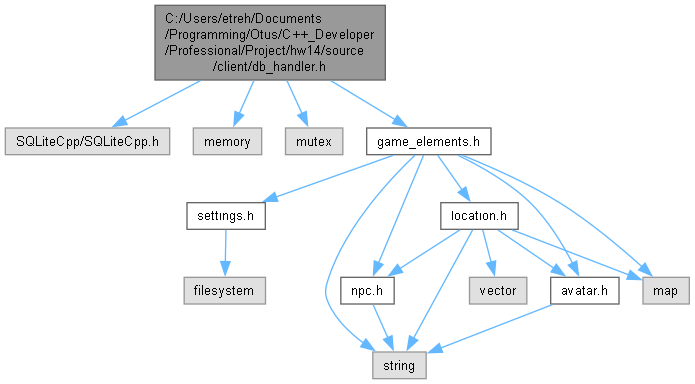 C:/Users/etreh/Documents
/Programming/Otus/C++_Developer
/Professional/Project/hw14/source
/client/db_handler.h
SQLiteCpp/SQLiteCpp.h
memory
mutex
game_elements.h
settings.h
location.h
filesystem
npc.h
vector
avatar.h
map
string